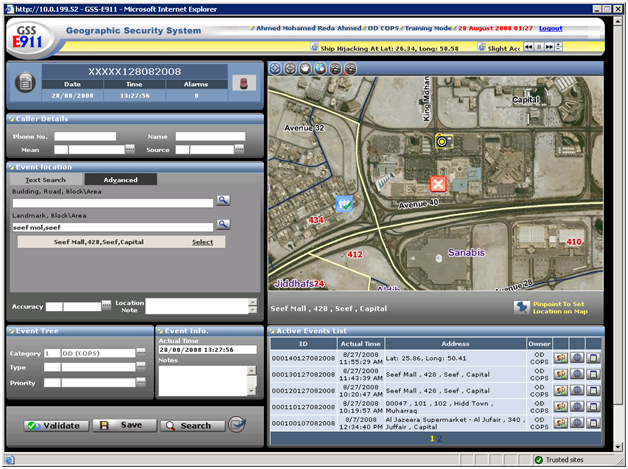 http://10.0.199.52 - GSS-E911 - Microsoft Internet Explorer
GSS
E911
Geographic Security System
Ahmed Mohamed Reda Ahmed
OD COPS
Training Mode
28 August 2008 01:27
Logout
Ship Hijacking At Lat: 26.34, Long: 50.58
Slight Acc
XXXXX128082008
Date
Time
Alarms
28/08/2008
13:27:56
0
Caller Details
Phone No.
Name
Mean
Source
Event location
Text Search
Advanced
Building, Road, Block\Area
Landmark, Block\Area
seef mol,seef
Seef Mall,428,Seef,Capital
Select
Accuracy
Location
Note
Event Tree
Category
1
OD (COPS)
Type
Priority
Event Info.
Actual Time
28/08/2008 13:27:56
Notes
Validate
Save
Search
King Moham
Capital
Avenue 32
Avenue 40
434
412
410
Sanabis
Jiddhafs
Seef Mall , 428 , Seef , Capital
Pinpoint To Set
Location on Map
Active Events List
ID
Actual Time
Address
Owner
000140127082008
8/27/2008
11:55:29 AM
Lat: 25.86, Long: 50.41
OD
COPS
000130127082008
8/27/2008
11:43:39 AM
Seef Mall , 428 , Seef , Capital
OD
COPS
000120127082008
8/27/2008
10:20:47 AM
Seef Mall , 428 , Seef , Capital
OD
COPS
000110127082008
8/27/2008
10:19:57 AM
00047 , 101 , 102 , Hidd Town ,
Muharraq
OD
COPS
000100107082008
8/7/2008
12:34:40 PM
Al Jazeera Supermarket - Al Jufair , 340 ,
Juffair , Capital
OD
COPS
1 2
Trusted sites